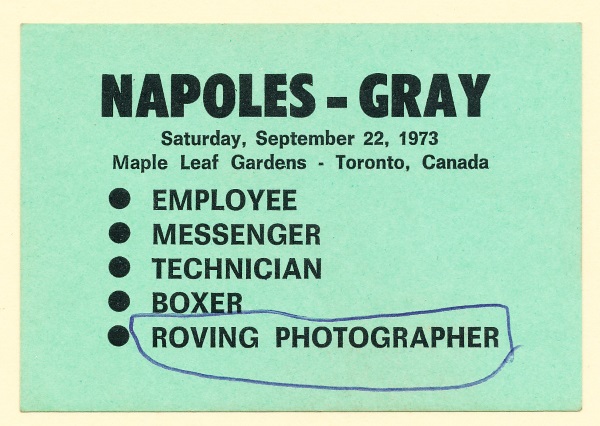 NAPOLES - GRAY
Saturday, September 22, 1973
Maple Leaf Gardens - Toronto, Canada
● EMPLOYEE
● MESSENGER
● TECHNICIAN
● BOXER
● ROVING PHOTOGRAPHER